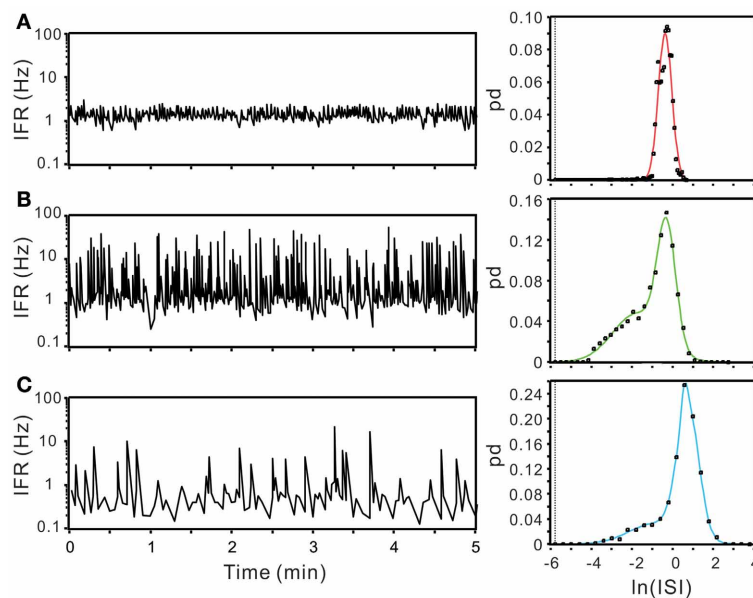 A
IFR (Hz)
100
10
1
0.1
pd
0.10
0.08
0.06
0.04
0.02
0
B
IFR (Hz)
100
10
1
0.1
pd
0.16
0.12
0.08
0.04
0
C
IFR (Hz)
100
10
1
0.1
0 1 2 3 4 5
Time (min)
pd
0.24
0.20
0.16
0.12
0.08
0.04
0
-6 -4 -2 0 2 4
ln(ISI)